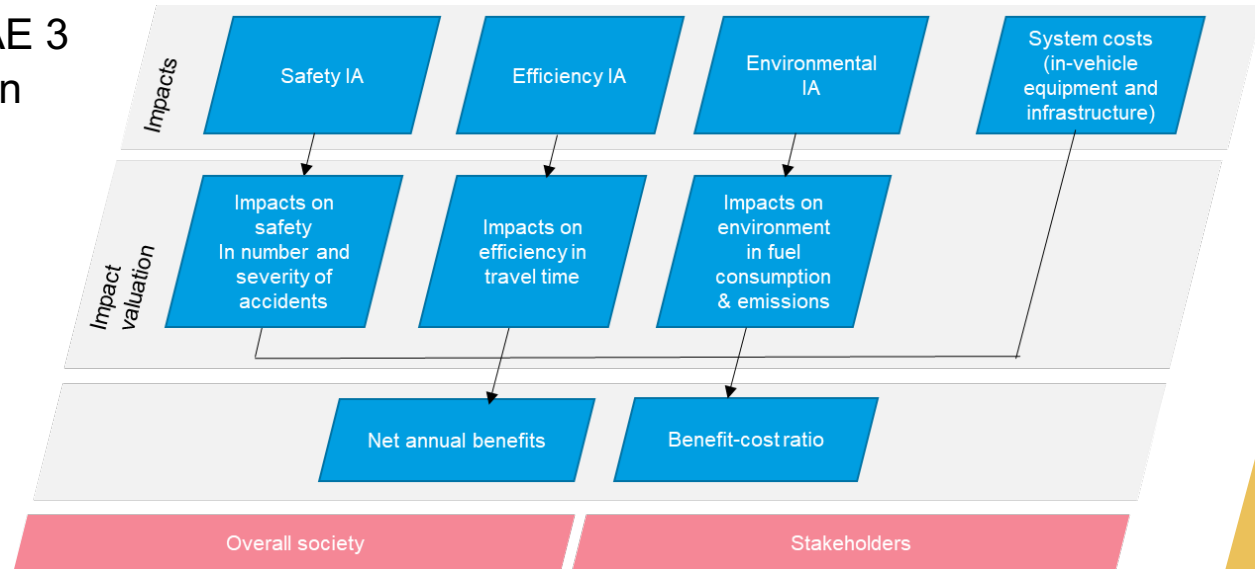 AE 3
n
Impacts
Safety IA
Efficiency IA
Environmental
IA
System costs
(in-vehicle
equipment and
infrastructure)
Impact
valuation
Impacts on
safety
In number and
severity of
accidents
Impacts on
efficiency in
travel time
Impacts on
environment
in fuel
consumption
& emissions
Net annual benefits
Benefit-cost ratio
Overall society
Stakeholders